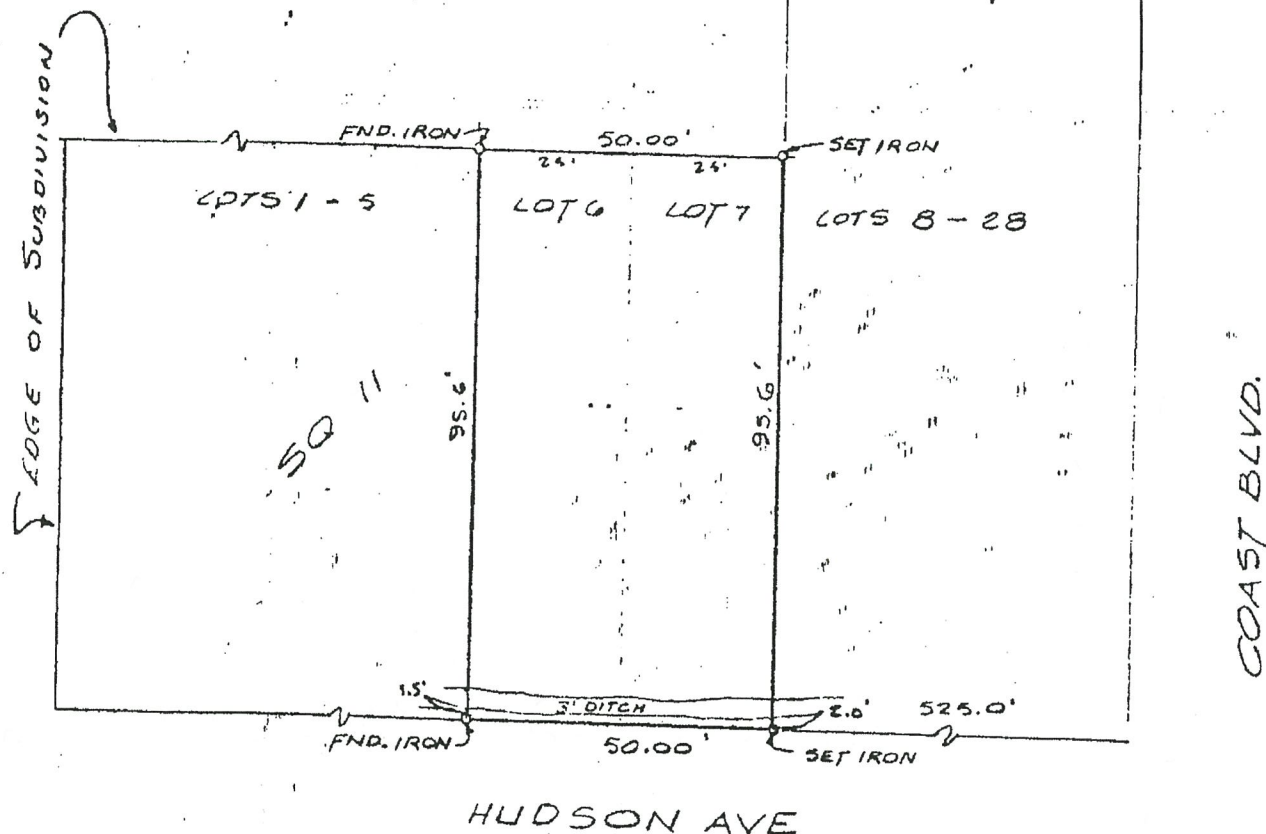 EDGE OF SUBDIVISION
FND. IRON
50.00'
SET IRON
25'
25'
LOTS 1 - 5
LOT 6
LOT 7
LOTS 8 - 28
SQ 11
95.6'
95.6'
COAST BLVD.
1.5'
3' DITCH
2.0'
525.0'
FND. IRON
50.00'
SET IRON
HUDSON AVE